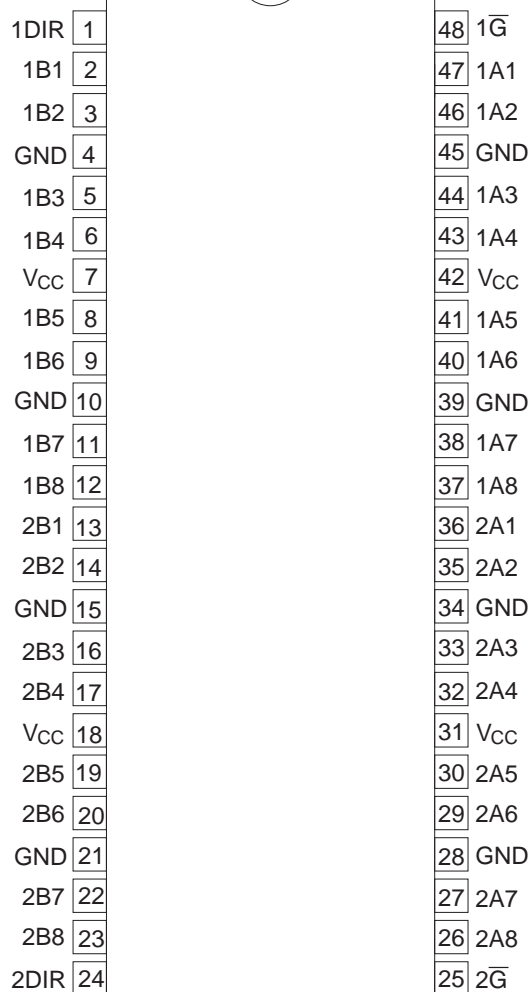 1DIR 1 48 1G̅
1B1 2 47 1A1
1B2 3 46 1A2
GND 4 45 GND
1B3 5 44 1A3
1B4 6 43 1A4
VCC 7 42 VCC
1B5 8 41 1A5
1B6 9 40 1A6
GND 10 39 GND
1B7 11 38 1A7
1B8 12 37 1A8
2B1 13 36 2A1
2B2 14 35 2A2
GND 15 34 GND
2B3 16 33 2A3
2B4 17 32 2A4
VCC 18 31 VCC
2B5 19 30 2A5
2B6 20 29 2A6
GND 21 28 GND
2B7 22 27 2A7
2B8 23 26 2A8
2DIR 24 25 2G̅